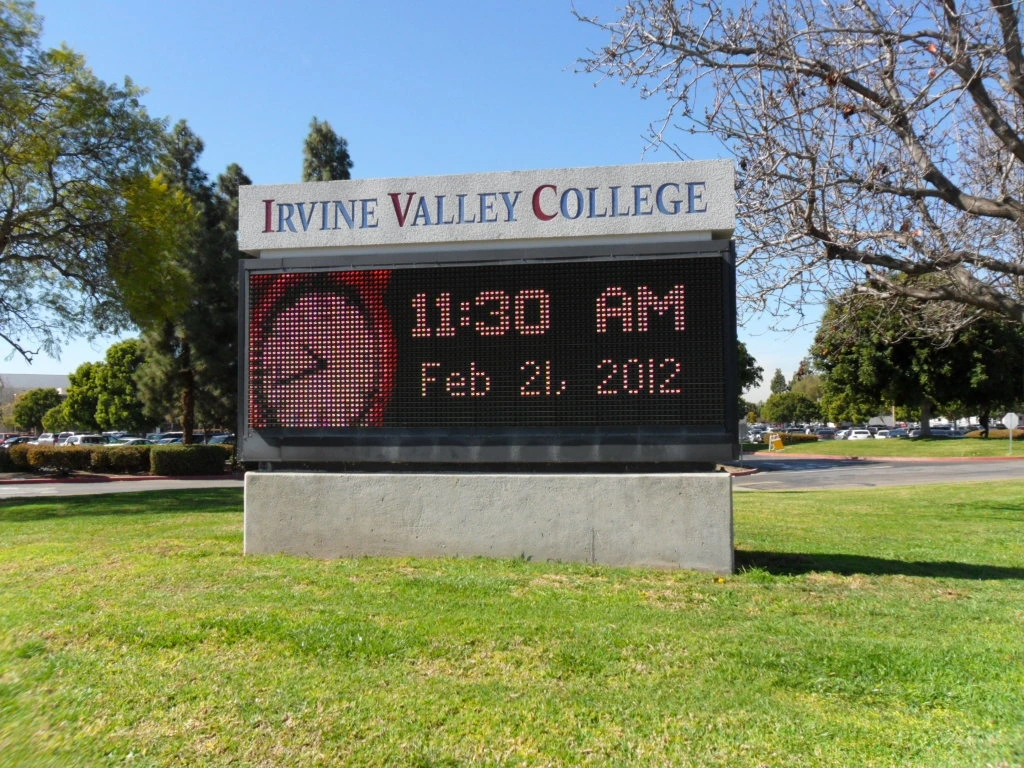 IRVINE VALLEY COLLEGE
11:30 AM
Feb 21, 2012